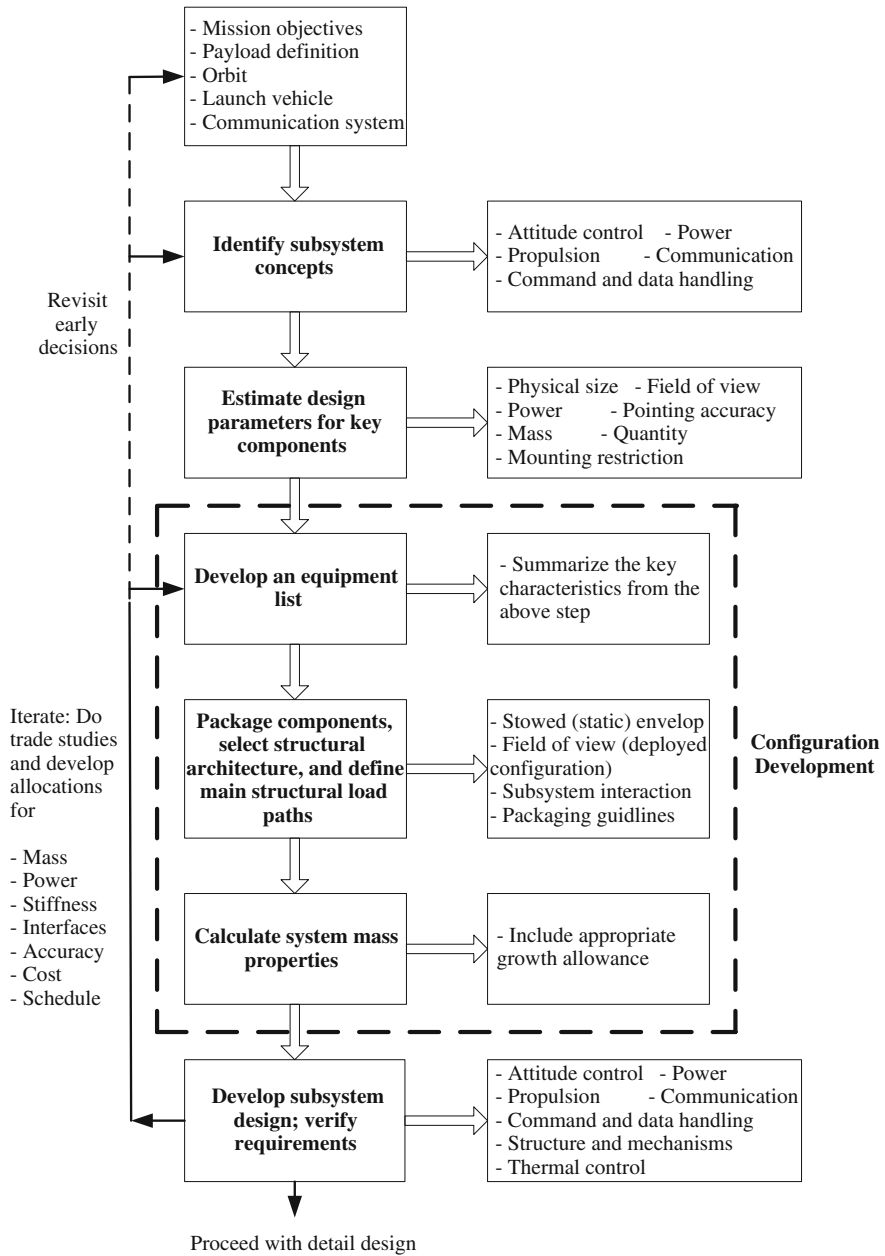 - Mission objectives
- Payload definition
- Orbit
- Launch vehicle
- Communication system
Identify subsystem
concepts
- Attitude control - Power
- Propulsion - Communication
- Command and data handling
Revisit
early
decisions
Estimate design
parameters for key
components
- Physical size - Field of view
- Power - Pointing accuracy
- Mass - Quantity
- Mounting restriction
Develop an equipment
list
- Summarize the key
characteristics from the
above step
Iterate: Do
trade studies
and develop
allocations
for
- Mass
- Power
- Stiffness
- Interfaces
- Accuracy
- Cost
- Schedule
Package components,
select structural
architecture, and define
main structural load
paths
- Stowed (static) envelop
- Field of view (deployed
configuration)
- Subsystem interaction
- Packaging guidlines
Configuration
Development
Calculate system mass
properties
- Include appropriate
growth allowance
Develop subsystem
design; verify
requirements
- Attitude control - Power
- Propulsion - Communication
- Command and data handling
- Structure and mechanisms
- Thermal control
Proceed with detail design